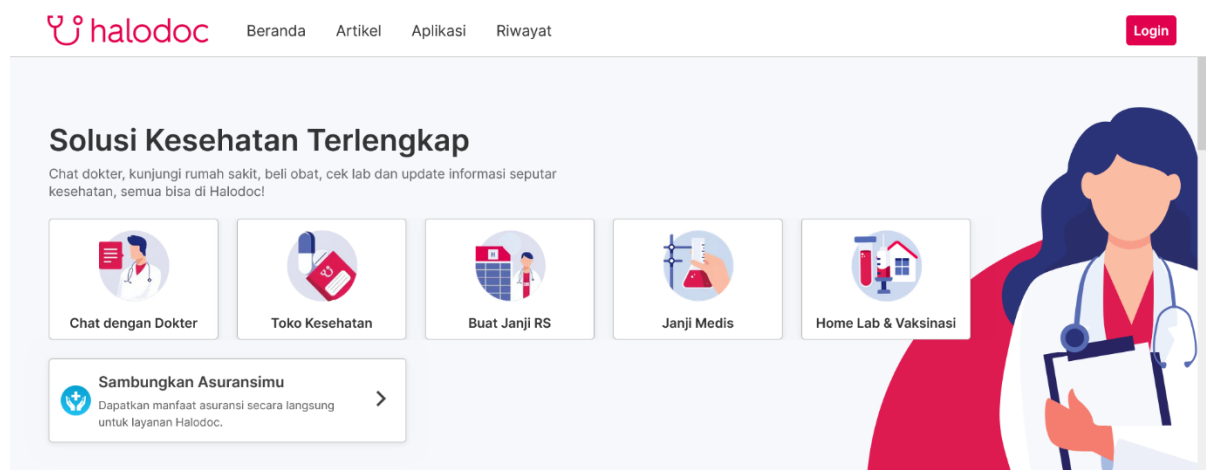 halodoc
Beranda
Artikel
Aplikasi
Riwayat
Login
Solusi Kesehatan Terlengkap
Chat dokter, kunjungi rumah sakit, beli obat, cek lab dan update informasi seputar
kesehatan, semua bisa di Halodoc!
H
Chat dengan Dokter
Toko Kesehatan
Buat Janji RS
Janji Medis
Home Lab & Vaksinasi
Sambungkan Asuransimu
Dapatkan manfaat asuransi secara langsung
untuk layanan Halodoc.